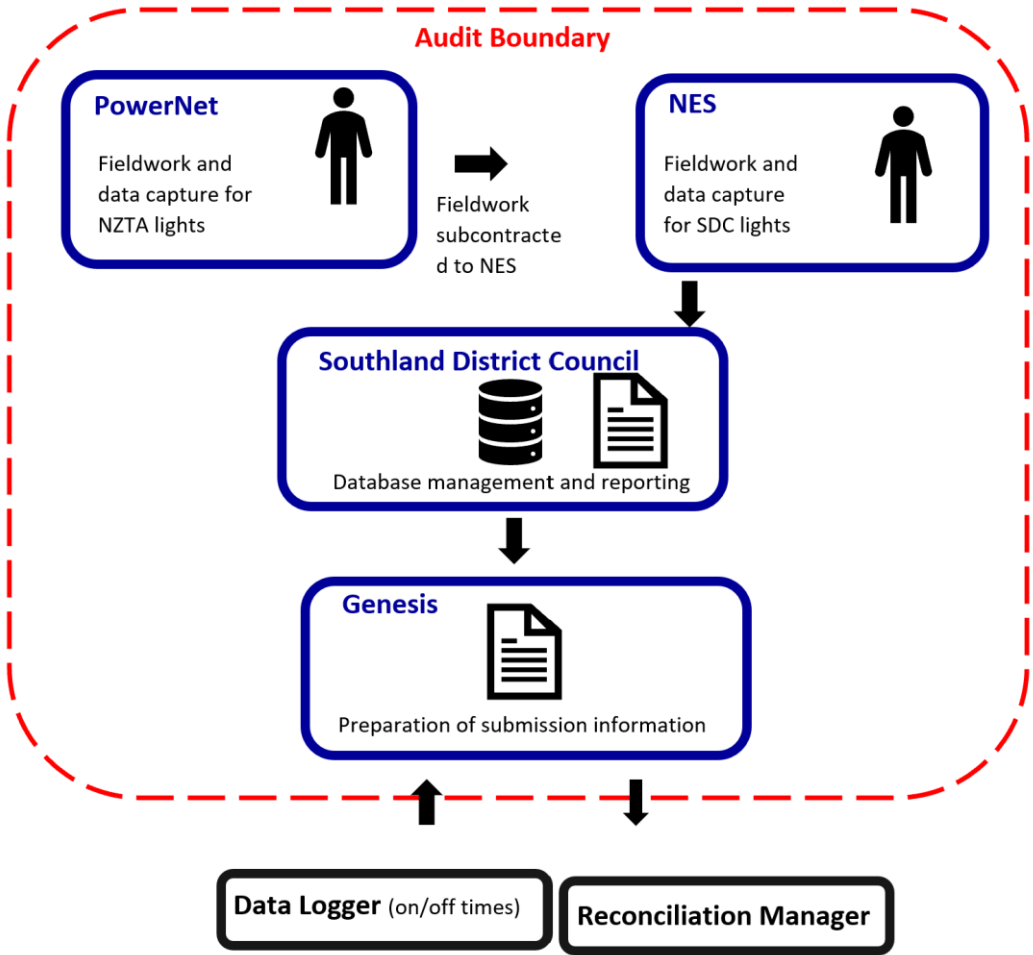 Audit Boundary
PowerNet
Fieldwork and
data capture for
NZTA lights
Fieldwork
subcontracte
d to NES
NES
Fieldwork and
data capture
for SDC lights
Southland District Council
Database management and reporting
Genesis
Preparation of submission information
Data Logger (on/off times)
Reconciliation Manager